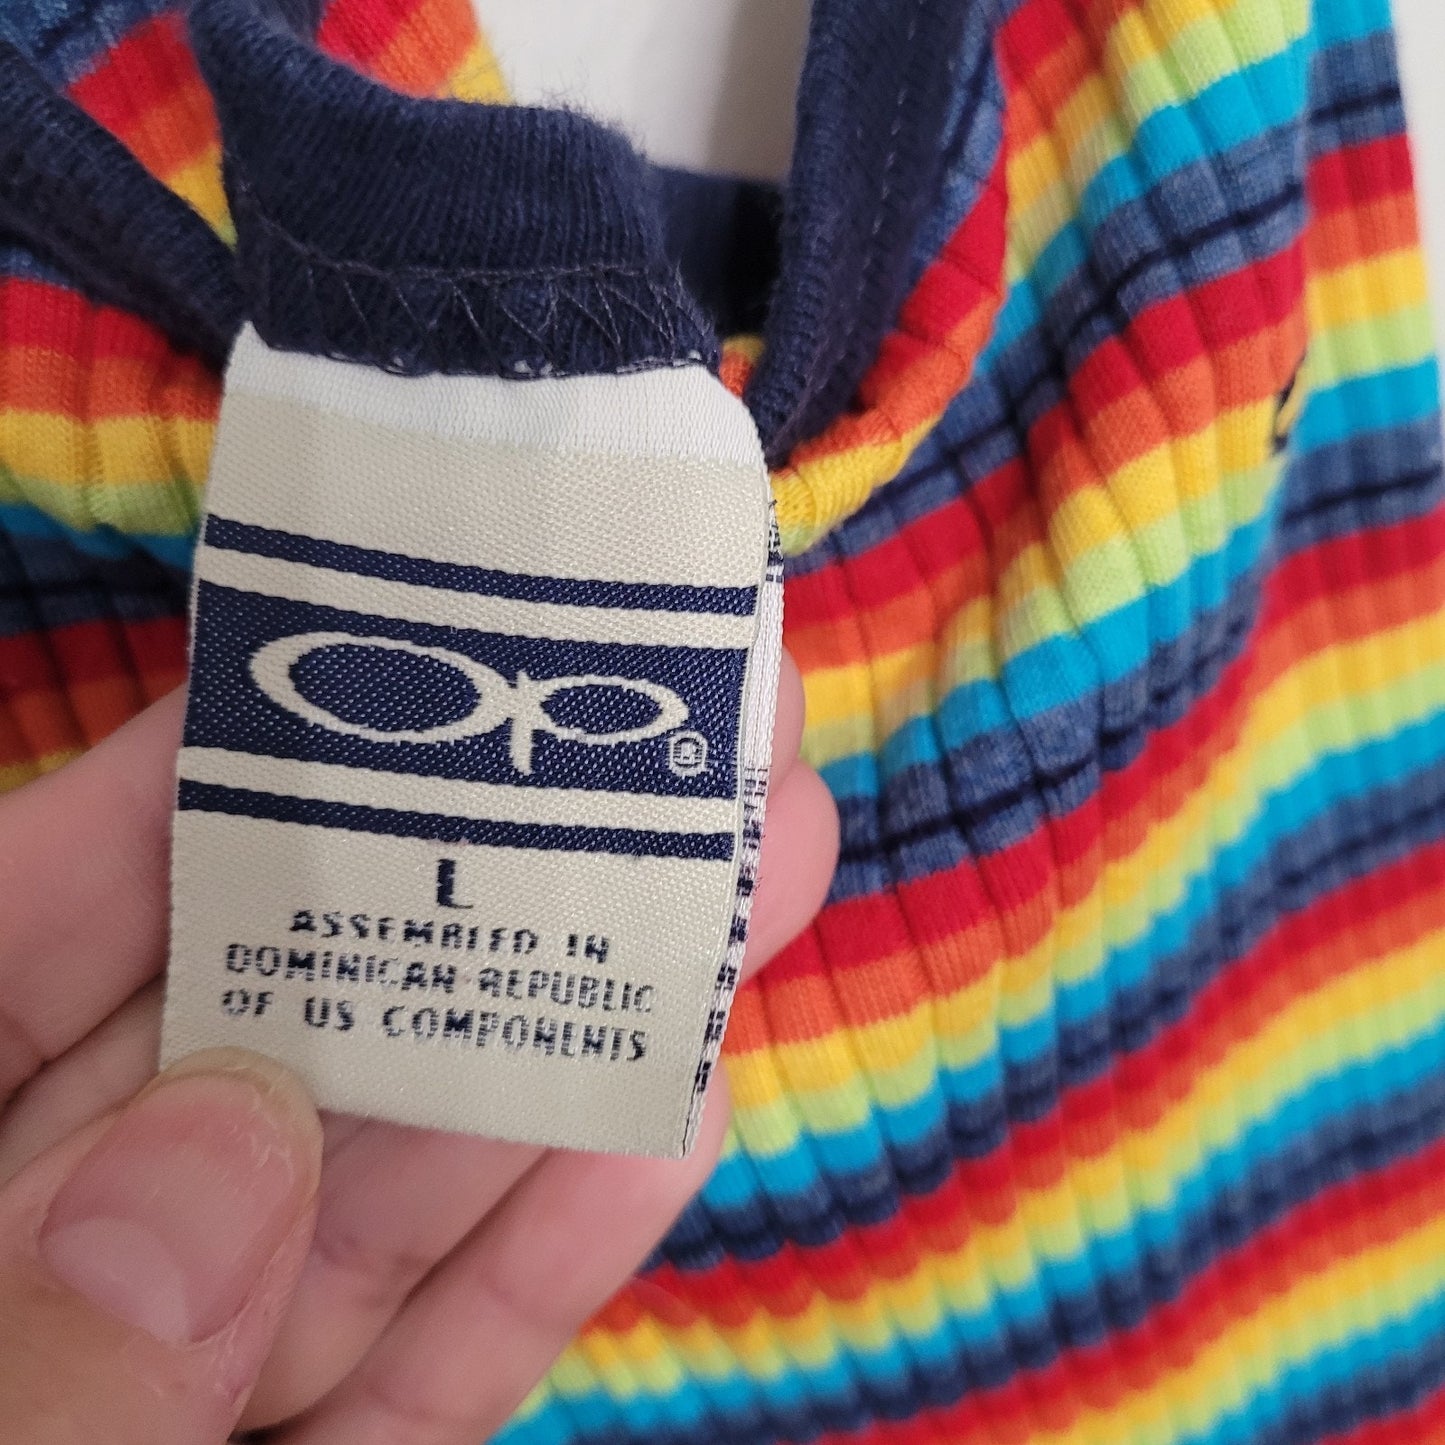 Op®
L
ASSEMBLED IN
DOMINICAN REPUBLIC
OF US COMPONENTS